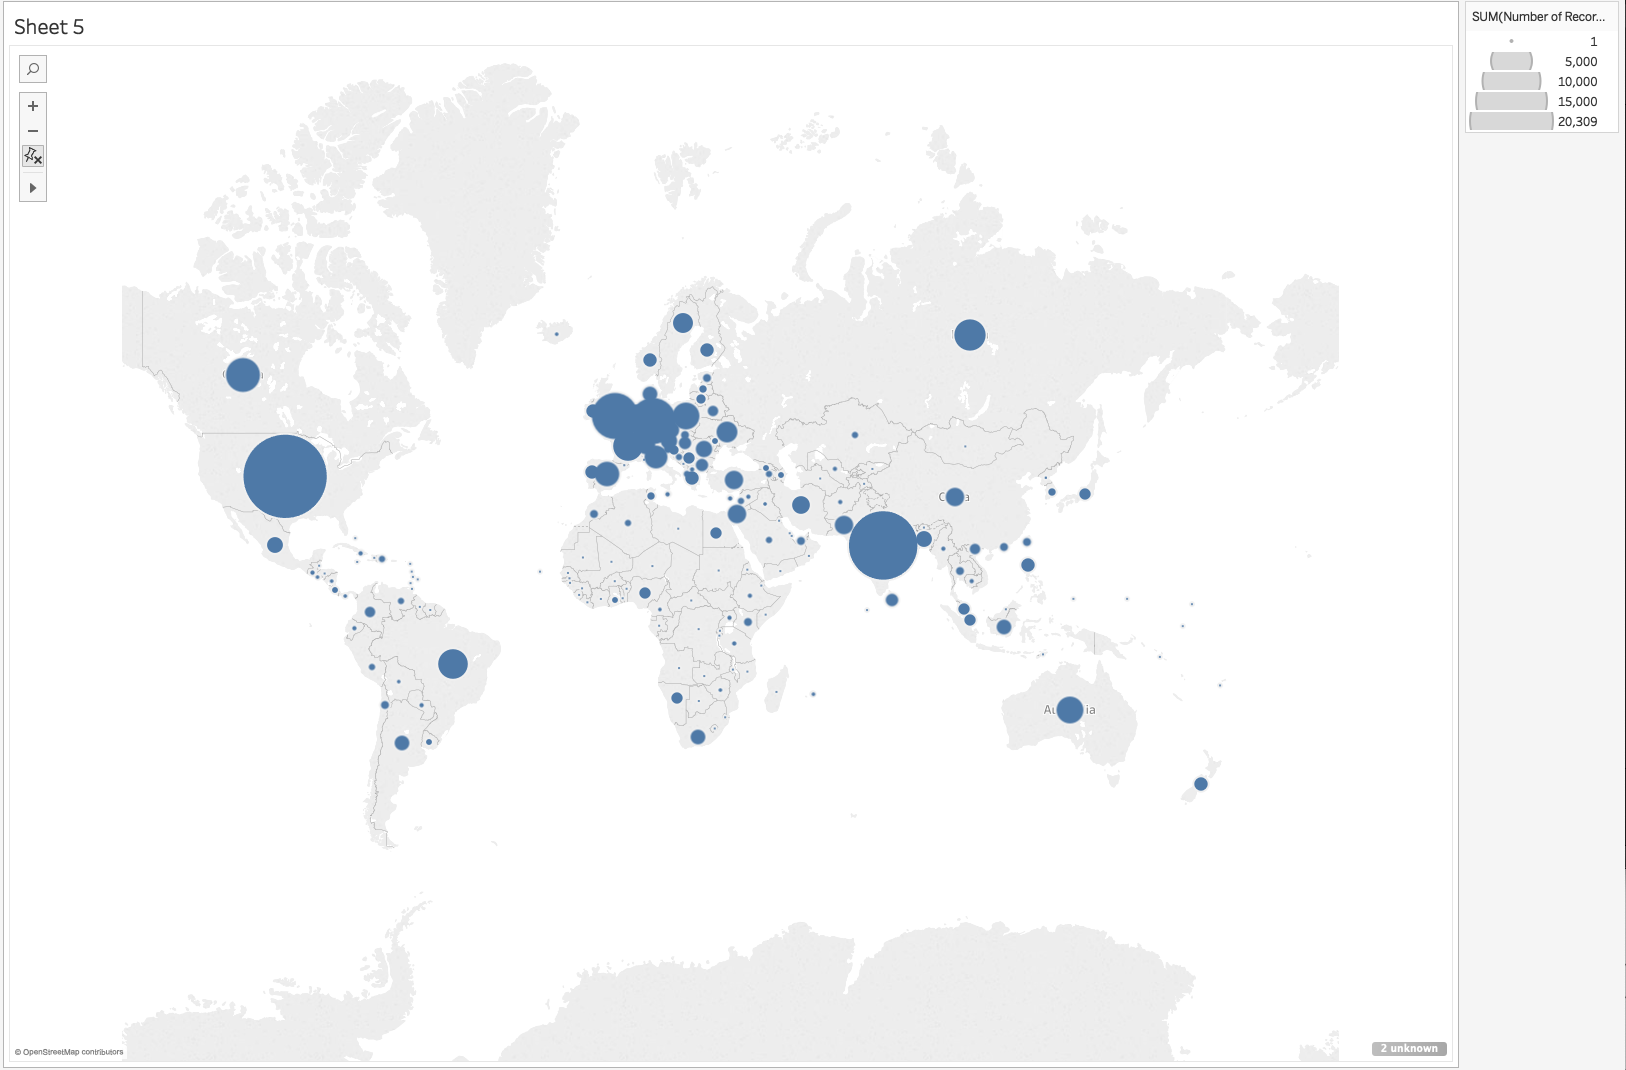 Sheet 5
SUM(Number of Recor...
1
5,000
10,000
15,000
20,309
© OpenStreetMap contributors
2 unknown